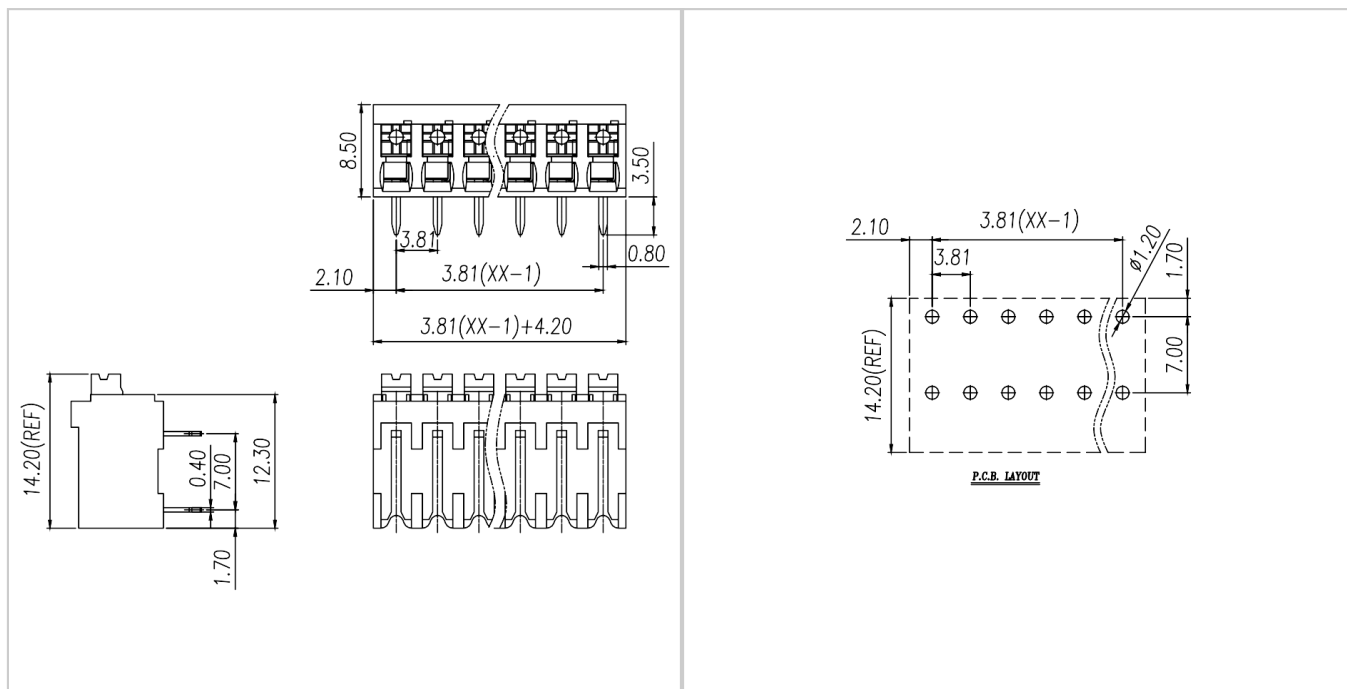 8.50
3.50
3.81
0.80
2.10
3.81(XX-1)
3.81(XX-1)+4.20
14.20(REF)
0.40
7.00
12.30
1.70
2.10
3.81(XX-1)
3.81
ø1.20
1.70
14.20(REF)
7.00
P.C.B. LAYOUT